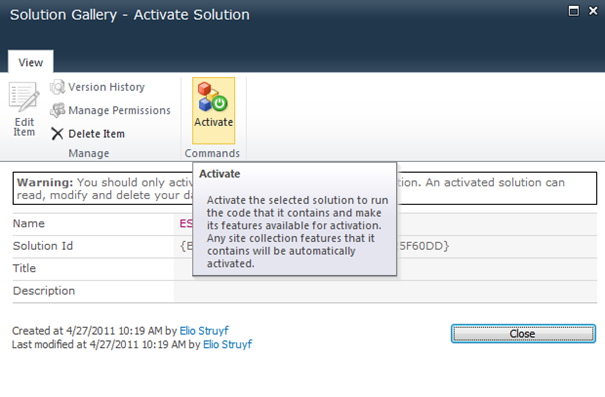 Solution Gallery - Activate Solution
View
Edit Item
Version History
Manage Permissions
Delete Item
Manage
Activate
Commands
Warning: You should only activ tion. An activated solution can
read, modify and delete your da
Activate
Activate the selected solution to run
the code that it contains and make
its features available for activation.
Any site collection features that it
contains will be automatically
activated.
Name ES
Solution Id {E 5F60DD}
Title
Description
Created at 4/27/2011 10:19 AM by Elio Struyf
Last modified at 4/27/2011 10:19 AM by Elio Struyf
Close